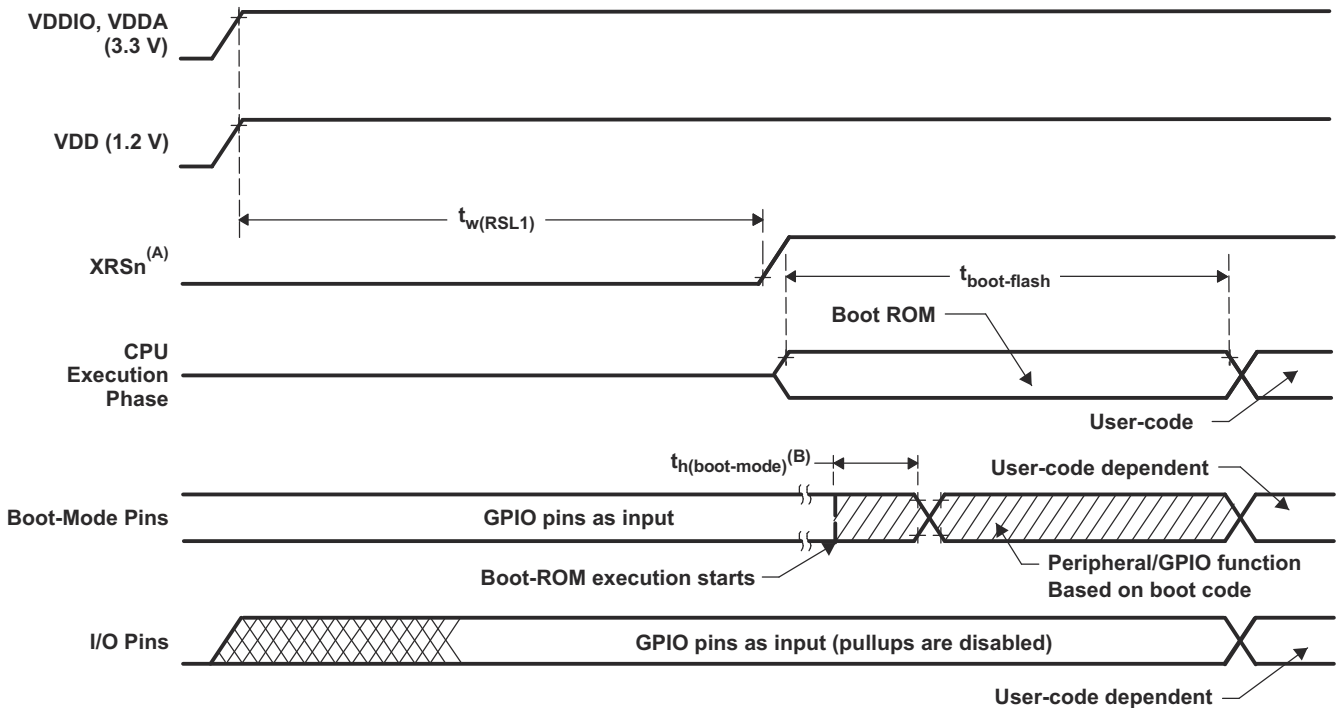 VDDIO, VDDA
(3.3 V)
VDD (1.2 V)
tw(RSL1)
XRSn(A)
tboot-flash
Boot ROM
CPU
Execution
Phase
User-code
th(boot-mode)(B)
User-code dependent
Boot-Mode Pins
GPIO pins as input
Boot-ROM execution starts
Peripheral/GPIO function
Based on boot code
I/O Pins
GPIO pins as input (pullups are disabled)
User-code dependent